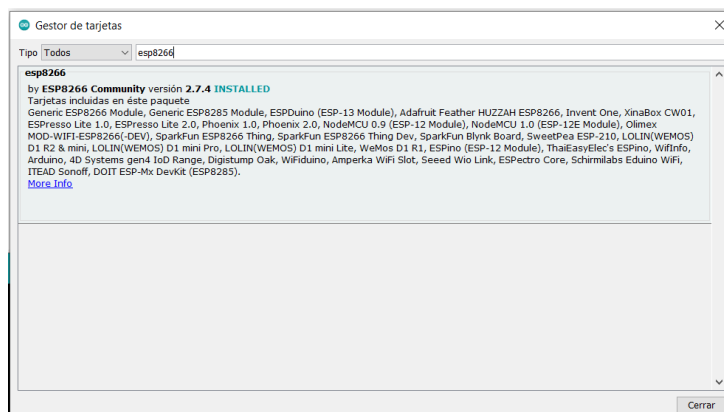 Gestor de tarjetas
Tipo Todos esp8266
esp8266
by ESP8266 Community versión 2.7.4 INSTALLED
Tarjetas incluidas en éste paquete
Generic ESP8266 Module, Generic ESP8285 Module, ESPDuino (ESP-13 Module), Adafruit Feather HUZZAH ESP8266, Invent One, XinaBox CW01,
ESPresso Lite 1.0, ESPresso Lite 2.0, Phoenix 1.0, Phoenix 2.0, NodeMCU 0.9 (ESP-12 Module), NodeMCU 1.0 (ESP-12E Module), Olimex
MOD-WIFI-ESP8266(-DEV), SparkFun ESP8266 Thing, SparkFun ESP8266 Thing Dev, SparkFun Blynk Board, SweetPea ESP-210, LOLIN(WEMOS)
D1 R2 & mini, LOLIN(WEMOS) D1 mini Pro, LOLIN(WEMOS) D1 mini Lite, WeMos D1 R1, ESPino (ESP-12 Module), ThaiEasyElec's ESPino, WifInfo,
Arduino, 4D Systems gen4 IoD Range, Digistump Oak, WiFiduino, Amperka WiFi Slot, Seeed Wio Link, ESPectro Core, Schirmilabs Eduino WiFi,
ITEAD Sonoff, DOIT ESP-Mx DevKit (ESP8285).
More Info
Cerrar